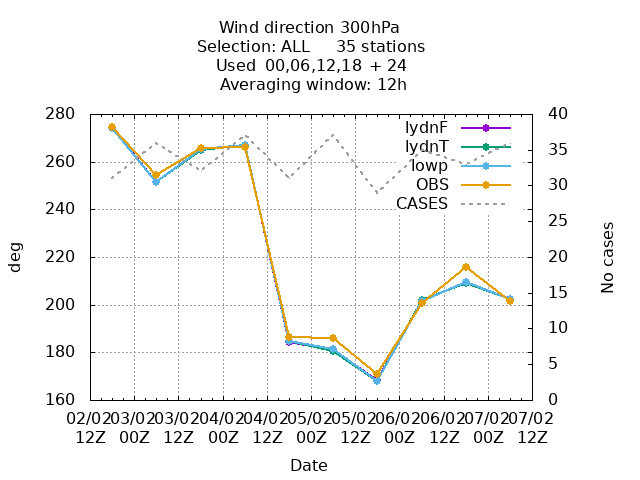 Wind direction 300hPa
Selection: ALL 35 stations
Used 00,06,12,18 + 24
Averaging window: 12h
280
260
240
220
200
180
160
deg
40
35
30
25
20
15
10
5
0
No cases
lydnF
lydnT
lowp
OBS
CASES
02/02 03/02 03/02 04/02 04/02 05/02 05/02 06/02 06/02 07/02 07/02
12Z 00Z 12Z 00Z 12Z 00Z 12Z 00Z 12Z 00Z 12Z
Date